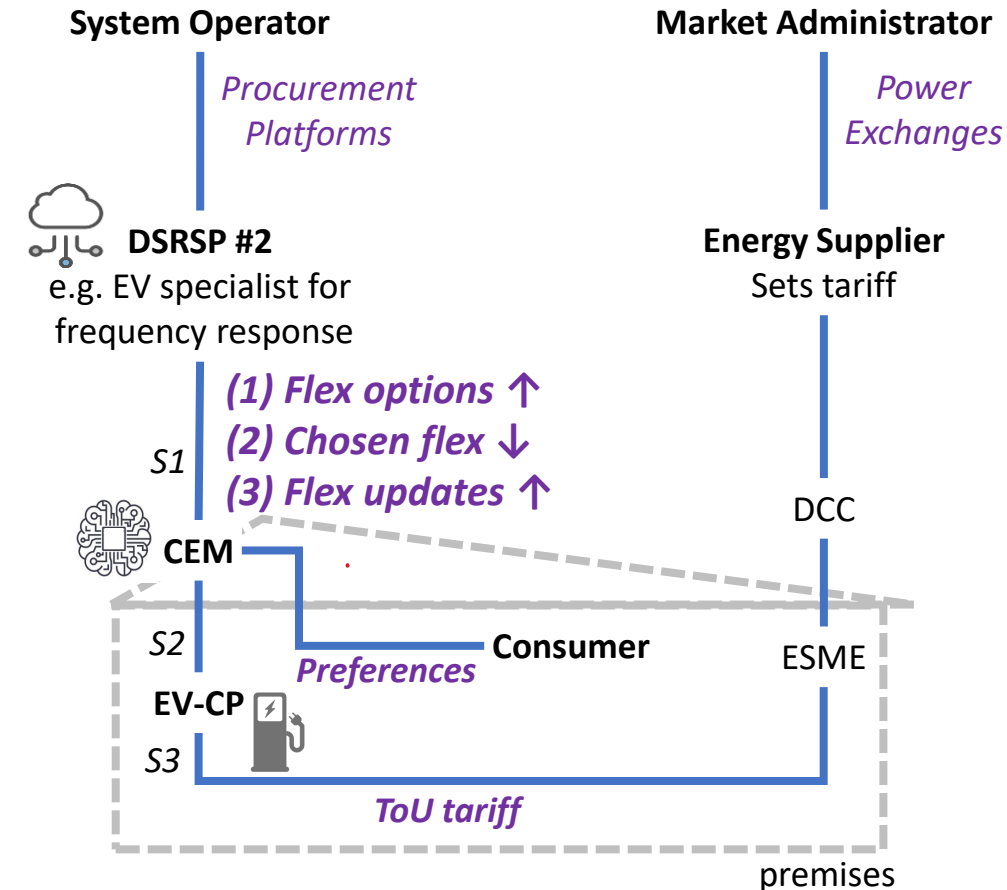 System Operator
Market Administrator
Procurement
Platforms
Power
Exchanges
DSRSP #2
e.g. EV specialist for
frequency response
Energy Supplier
Sets tariff
(1) Flex options ↑
(2) Chosen flex ↓
(3) Flex updates ↑
S1
DCC
CEM
S2
Consumer
Preferences
ESME
EV-CP
S3
ToU tariff
premises